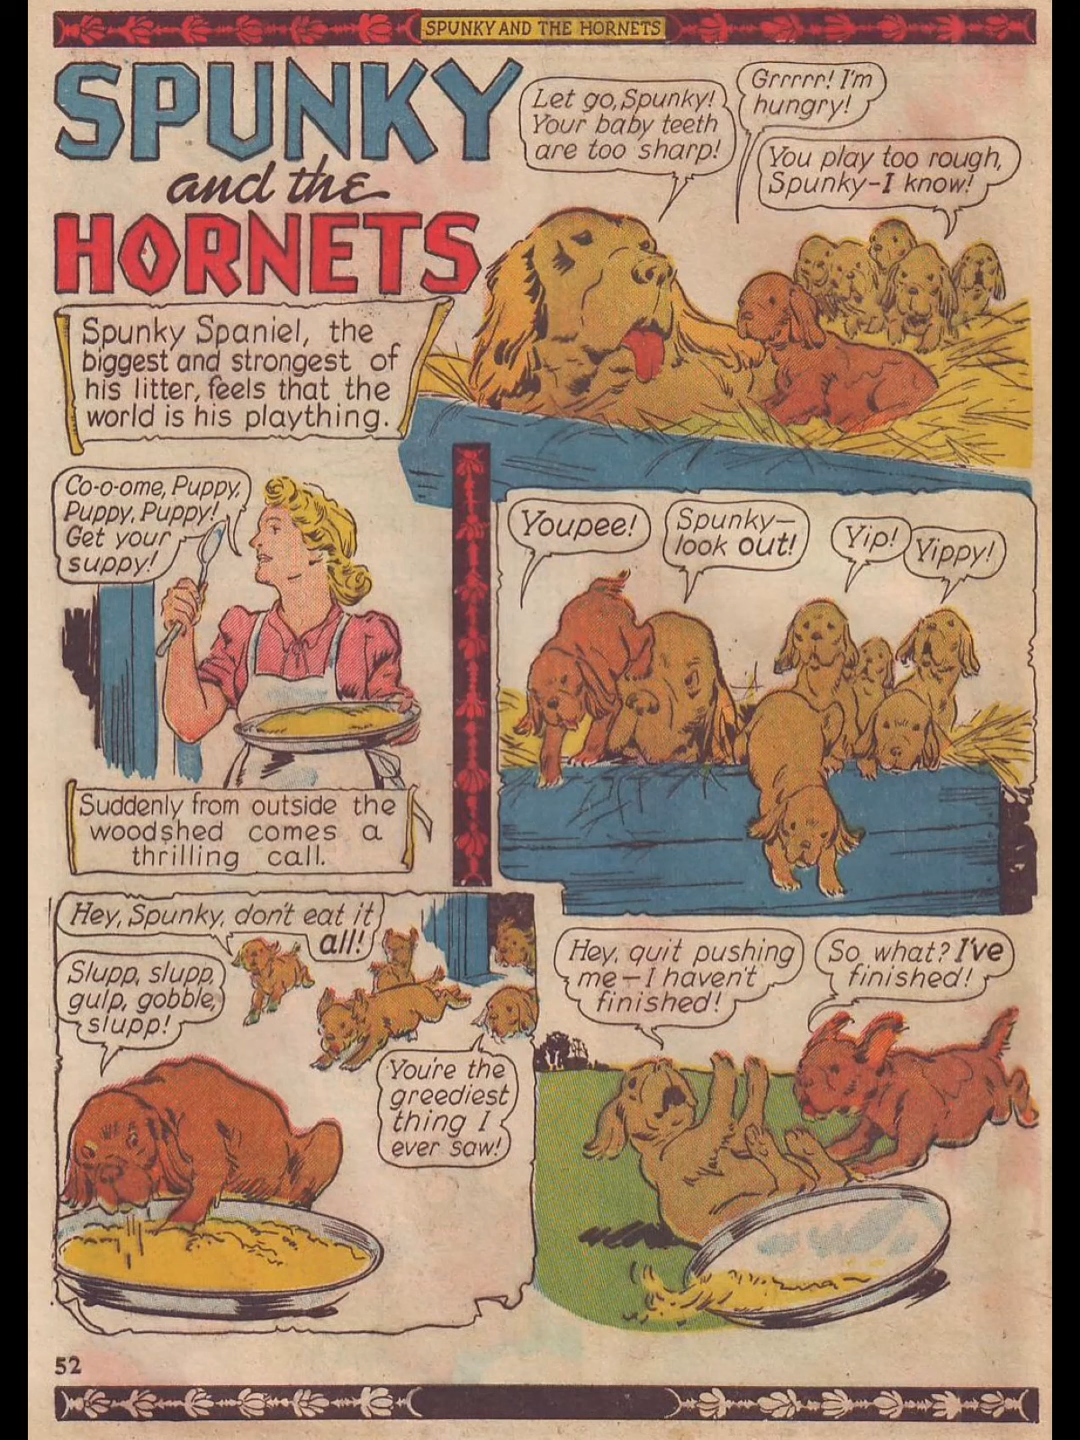 SPUNKY AND THE HORNETS
SPUNKY
and the
HORNETS
Spunky Spaniel, the
biggest and strongest of
his litter, feels that the
world is his plaything.
Let go, Spunky!
Your baby teeth
are too sharp!
Grrrrr! I'm
hungry!
You play too rough,
Spunky-I know!
Co-o-ome, Puppy,
Puppy, Puppy!
Get your
suppy!
Suddenly from outside the
woodshed comes a
thrilling call.
Youpee!
Spunky—
look out!
Yip!
Yippy!
Hey, Spunky, don't eat it
all!
Slupp, slupp,
gulp, gobble,
slupp!
You're the
greediest
thing I
ever saw!
Hey, quit pushing
me—I haven't
finished!
So what? I've
finished!
52